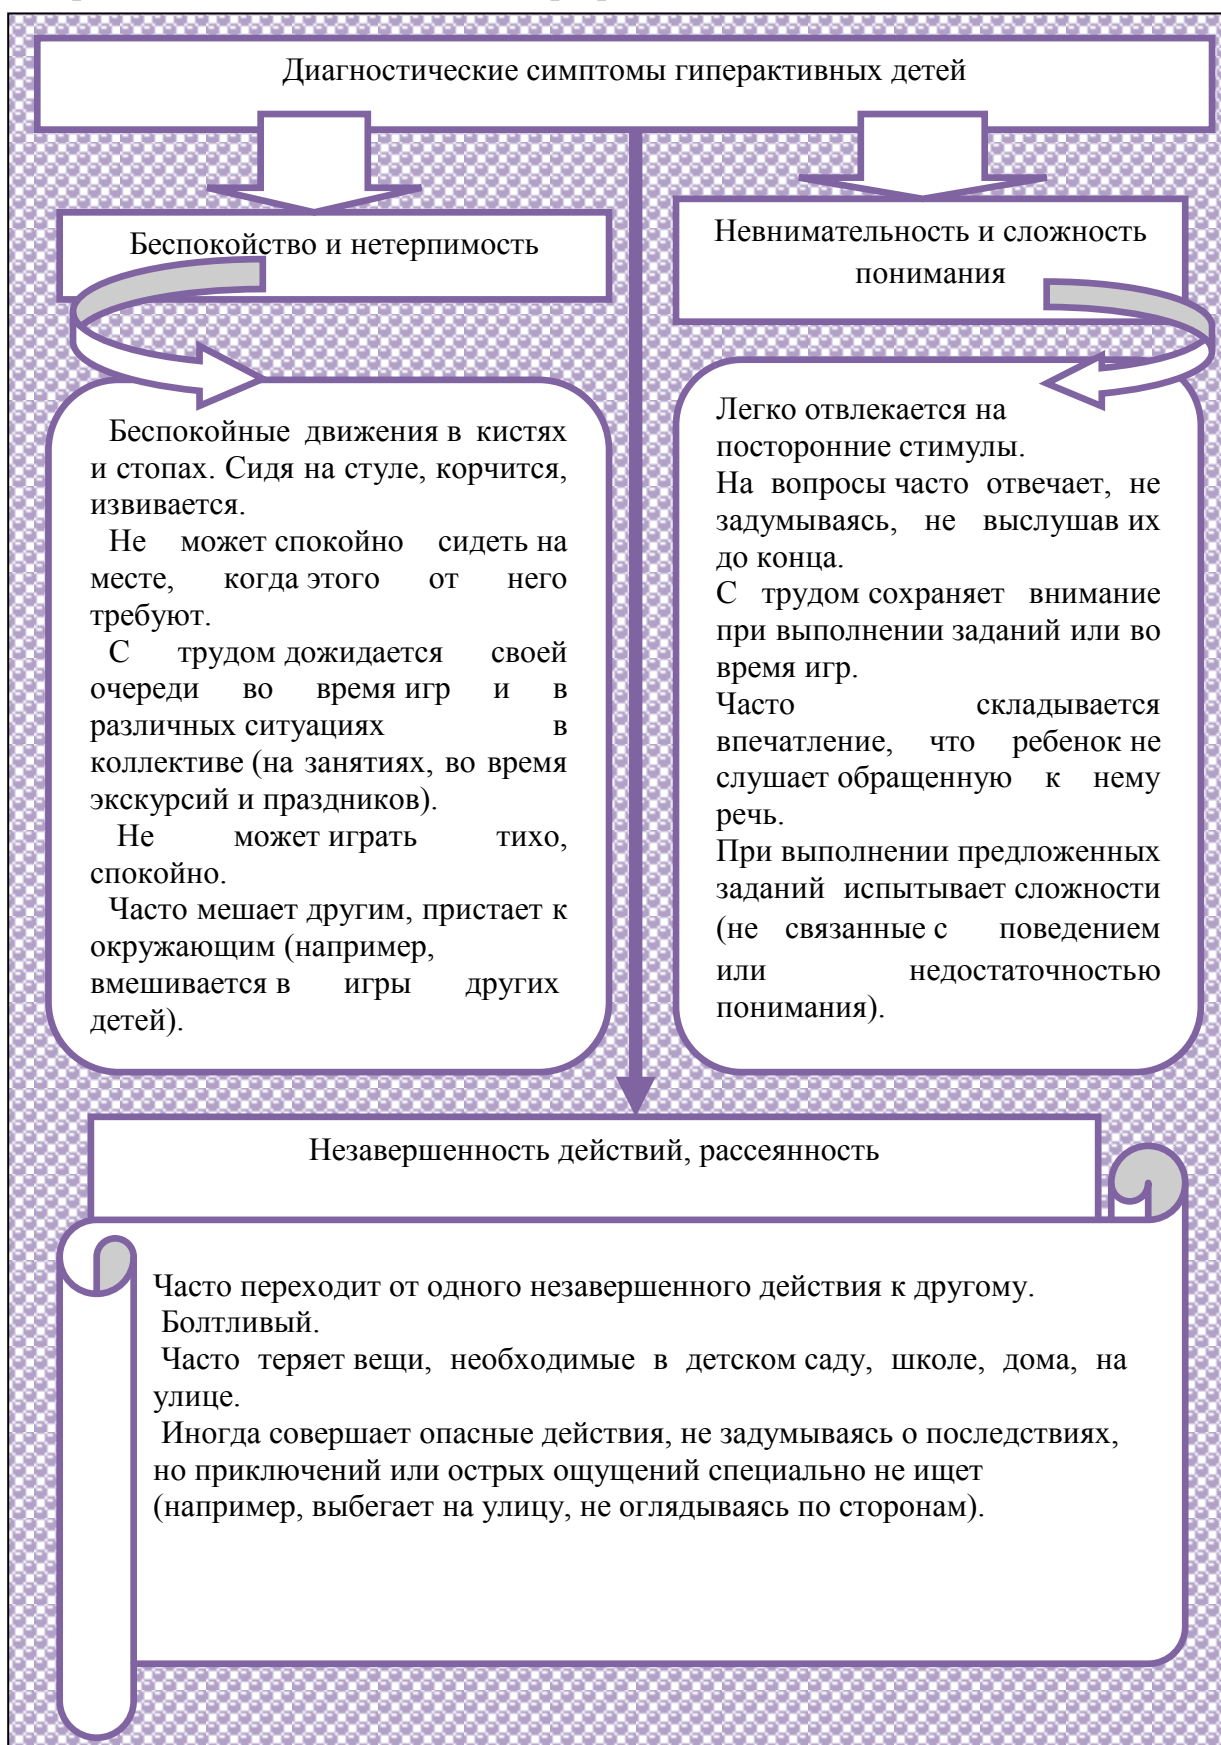 Диагностические симптомы гиперактивных детей
Беспокойство и нетерпимость
Беспокойные движения в кистях
и стопах. Сидя на стуле, корчится,
извивается.
Не может спокойно сидеть на
месте, когда этого от него
требуют.
С трудом дожидается своей
очереди во время игр и в
различных ситуациях в
коллективе (на занятиях, во время
экскурсий и праздников).
Не может играть тихо,
спокойно.
Часто мешает другим, пристает к
окружающим (например,
вмешивается в игры других
детей).
Невнимательность и сложность
понимания
Легко отвлекается на
посторонние стимулы.
На вопросы часто отвечает, не
задумываясь, не выслушав их
до конца.
С трудом сохраняет внимание
при выполнении заданий или во
время игр.
Часто складывается
впечатление, что ребенок не
слушает обращенную к нему
речь.
При выполнении предложенных
заданий испытывает сложности
(не связанные с поведением
или недостаточностью
понимания).
Незавершенность действий, рассеянность
Часто переходит от одного незавершенного действия к другому.
Болтливый.
Часто теряет вещи, необходимые в детском саду, школе, дома, на
улице.
Иногда совершает опасные действия, не задумываясь о последствиях,
но приключений или острых ощущений специально не ищет
(например, выбегает на улицу, не оглядываясь по сторонам).